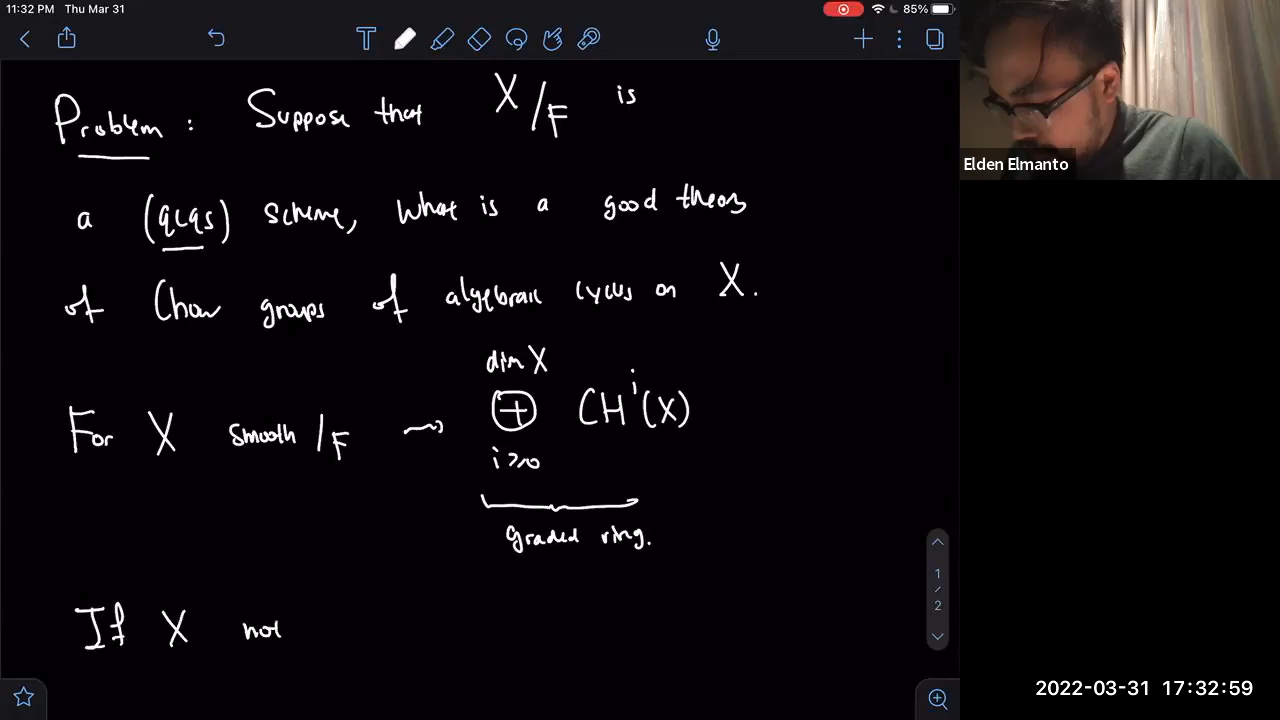 11:32 PM Thu Mar 31
85%
Problem: Suppose that X/F is
a (qcqs) scheme, What is a good theory
of Chow groups of algebraic cycles on X.
dim X
For X smooth /F ⇝ ⊕ CH^i(X)
i≥0
graded ring.
If X not
1
/
2
Elden Elmanto
2022-03-31 17:32:59